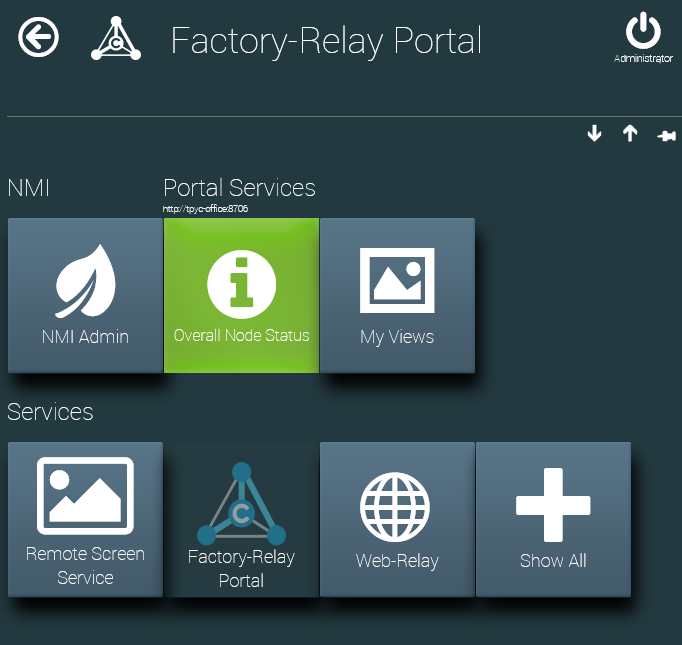 Factory-Relay Portal
Administrator
NMI
Portal Services
http://tpyc-office:8706
NMI Admin
Overall Node Status
My Views
Services
Remote Screen
Service
C
Factory-Relay
Portal
Web-Relay
Show All